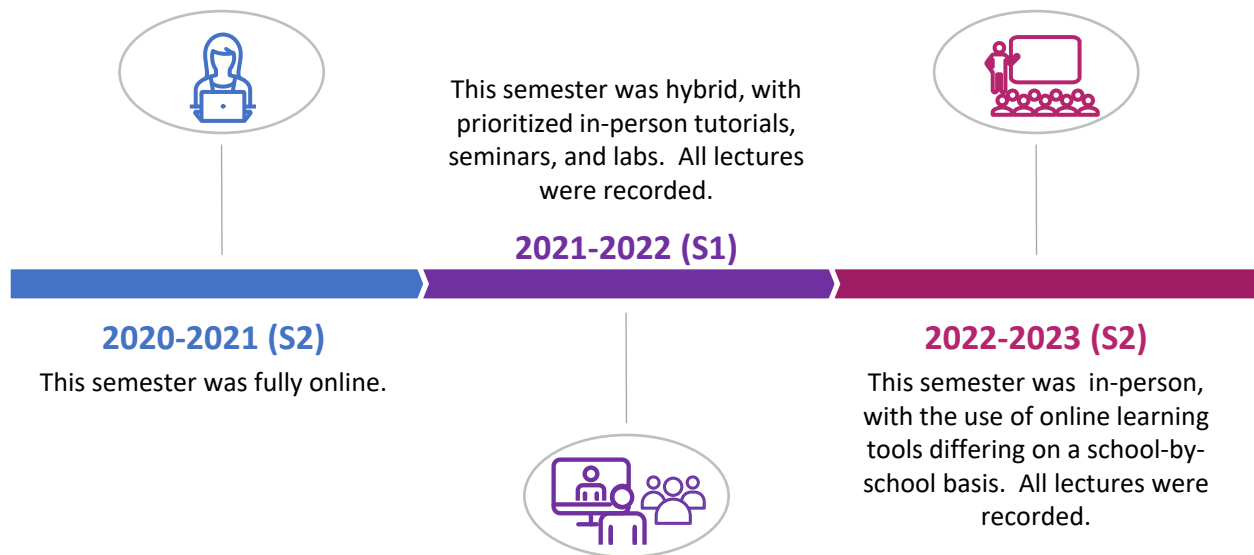 2020-2021 (S2)
This semester was fully online.
This semester was hybrid, with
prioritized in-person tutorials,
seminars, and labs.  All lectures
were recorded.
2021-2022 (S1)
2022-2023 (S2)
This semester was  in-person,
with the use of online learning
tools differing on a school-by-
school basis.  All lectures were
recorded.